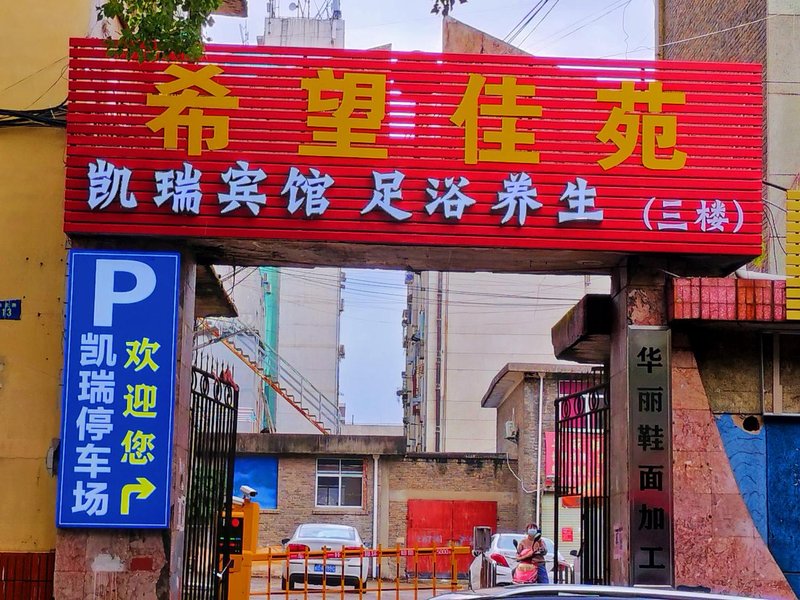 希望佳苑
凯瑞宾馆 足浴养生 (三楼)
P
凯瑞停车场
欢迎您
华丽鞋面加工
13